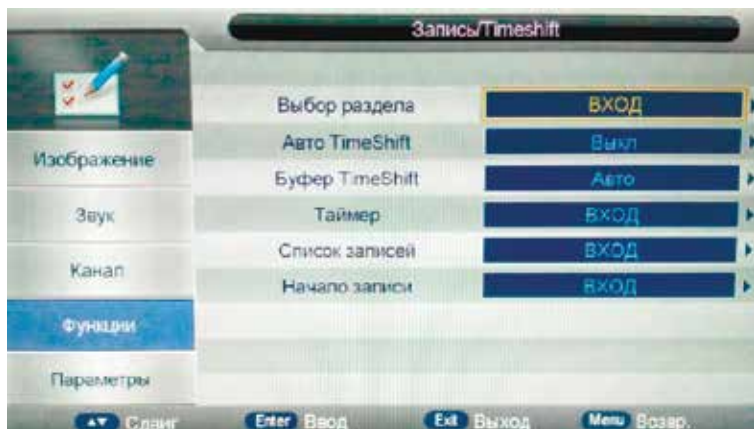 Запись/Timeshift
Выбор раздела ВХОД
Авто TimeShift Выкл
Буфер TimeShift Авто
Таймер ВХОД
Список записей ВХОД
Начало записи ВХОД
Изображение
Звук
Канал
Функции
Параметры
Сдвиг Enter Ввод Exit Выход Menu Возвр.